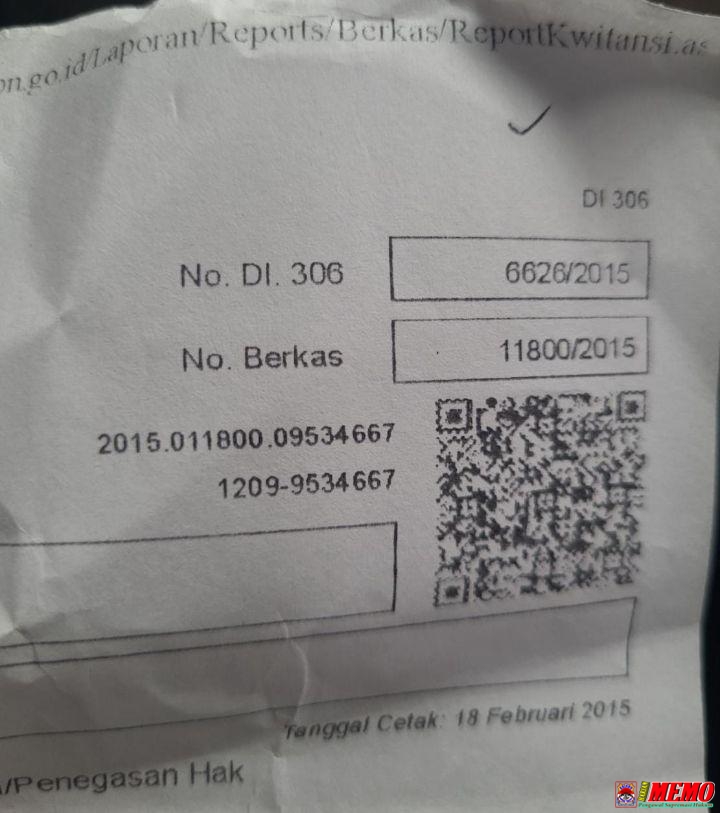 pn.go.id/Laporan/Reports/Berkas/ReportKwitansi.as
DI 306
No. DI. 306 6626/2015
No. Berkas 11800/2015
2015.011800.09534667
1209-9534667
Tanggal Cetak: 18 Februari 2015
/Penegasan Hak
MEMO